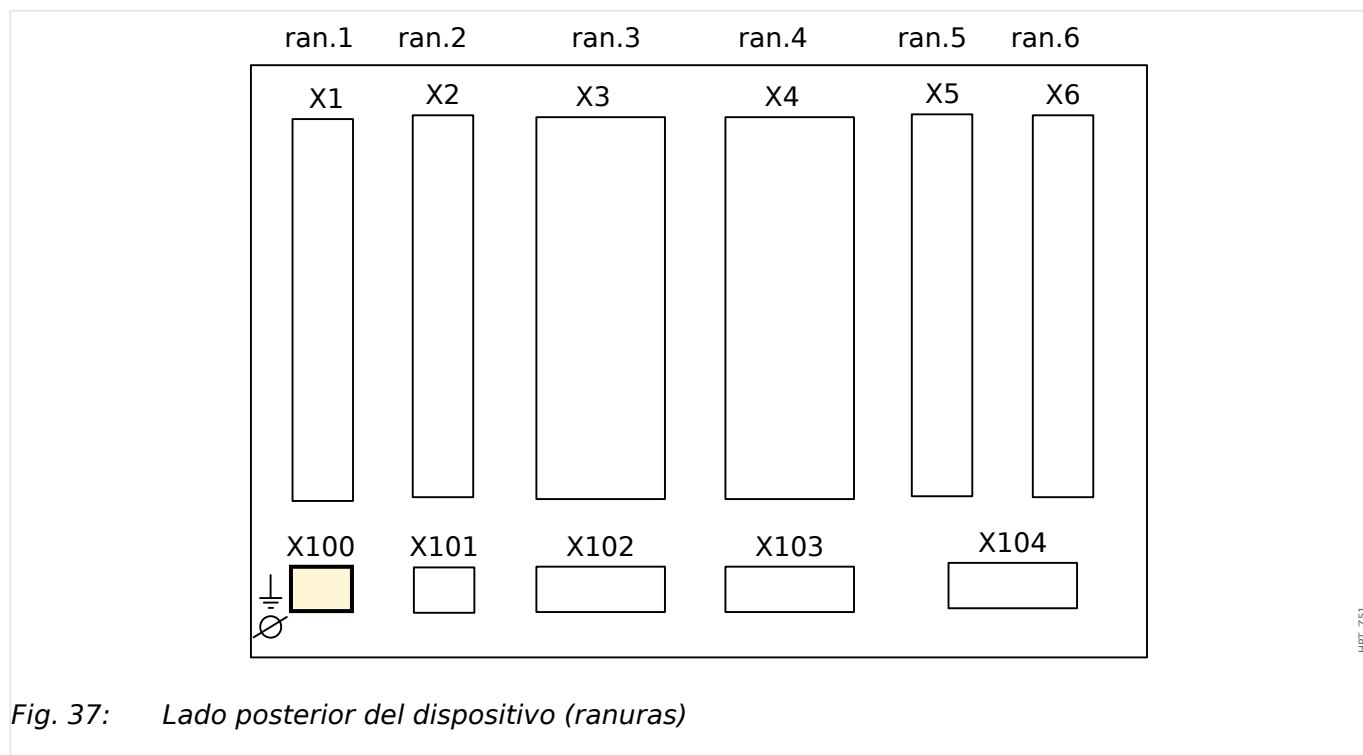 ran.1 ran.2 ran.3 ran.4 ran.5 ran.6
X1 X2 X3 X4 X5 X6
X100 X101 X102 X103 X104
Fig. 37: Lado posterior del dispositivo (ranuras)